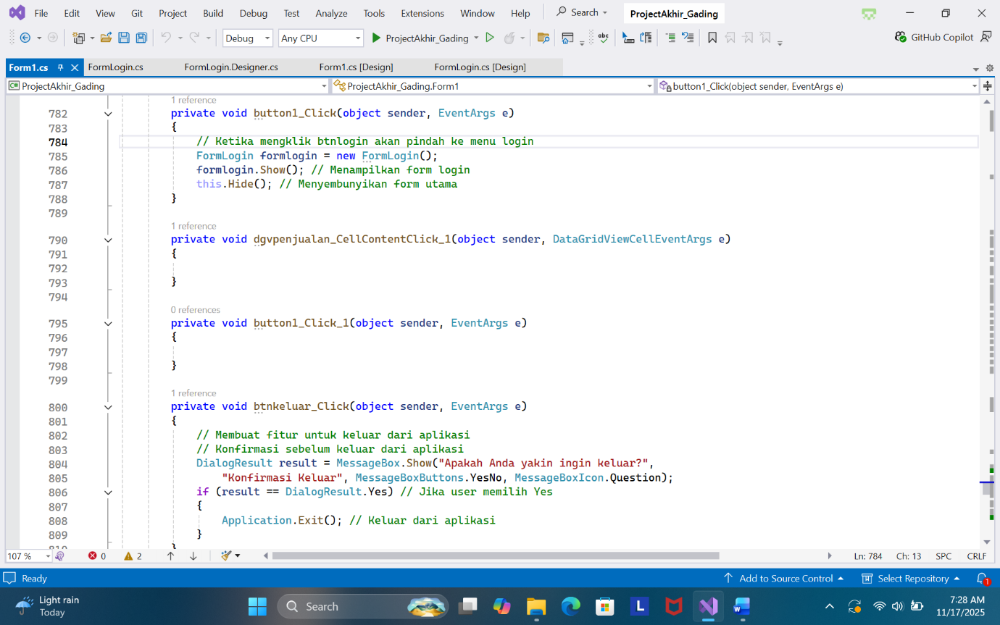 File Edit View Git Project Build Debug Test Analyze Tools Extensions Window Help Search ProjectAkhir_Gading
Debug Any CPU ProjectAkhir_Gading abc GitHub Copilot
Form1.cs FormLogin.cs FormLogin.Designer.cs Form1.cs [Design] FormLogin.cs [Design]
C# ProjectAkhir_Gading ProjectAkhir_Gading.Form1 button1_Click(object sender, EventArgs e)
1 reference
782 private void button1_Click(object sender, EventArgs e)
783 {
784 // Ketika mengklik btnlogin akan pindah ke menu login
785 FormLogin formlogin = new FormLogin();
786 formlogin.Show(); // Menampilkan form login
787 this.Hide(); // Menyembunyikan form utama
788 }
789
1 reference
790 private void dgvpenjualan_CellContentClick_1(object sender, DataGridViewCellEventArgs e)
791 {
792
793 }
794
0 references
795 private void button1_Click_1(object sender, EventArgs e)
796 {
797
798 }
799
1 reference
800 private void btnkeluar_Click(object sender, EventArgs e)
801 {
802 // Membuat fitur untuk keluar dari aplikasi
803 // Konfirmasi sebelum keluar dari aplikasi
804 DialogResult result = MessageBox.Show("Apakah Anda yakin ingin keluar?",
805 "Konfirmasi Keluar", MessageBoxButtons.YesNo, MessageBoxIcon.Question);
806 if (result == DialogResult.Yes) // Jika user memilih Yes
807 {
808 Application.Exit(); // Keluar dari aplikasi
809 }
810 }
107 % 0 2 Ln: 784 Ch: 13 SPC CRLF
Ready Add to Source Control Select Repository 1
Light rain
Today
Search
L
W
7:28 AM
11/17/2025